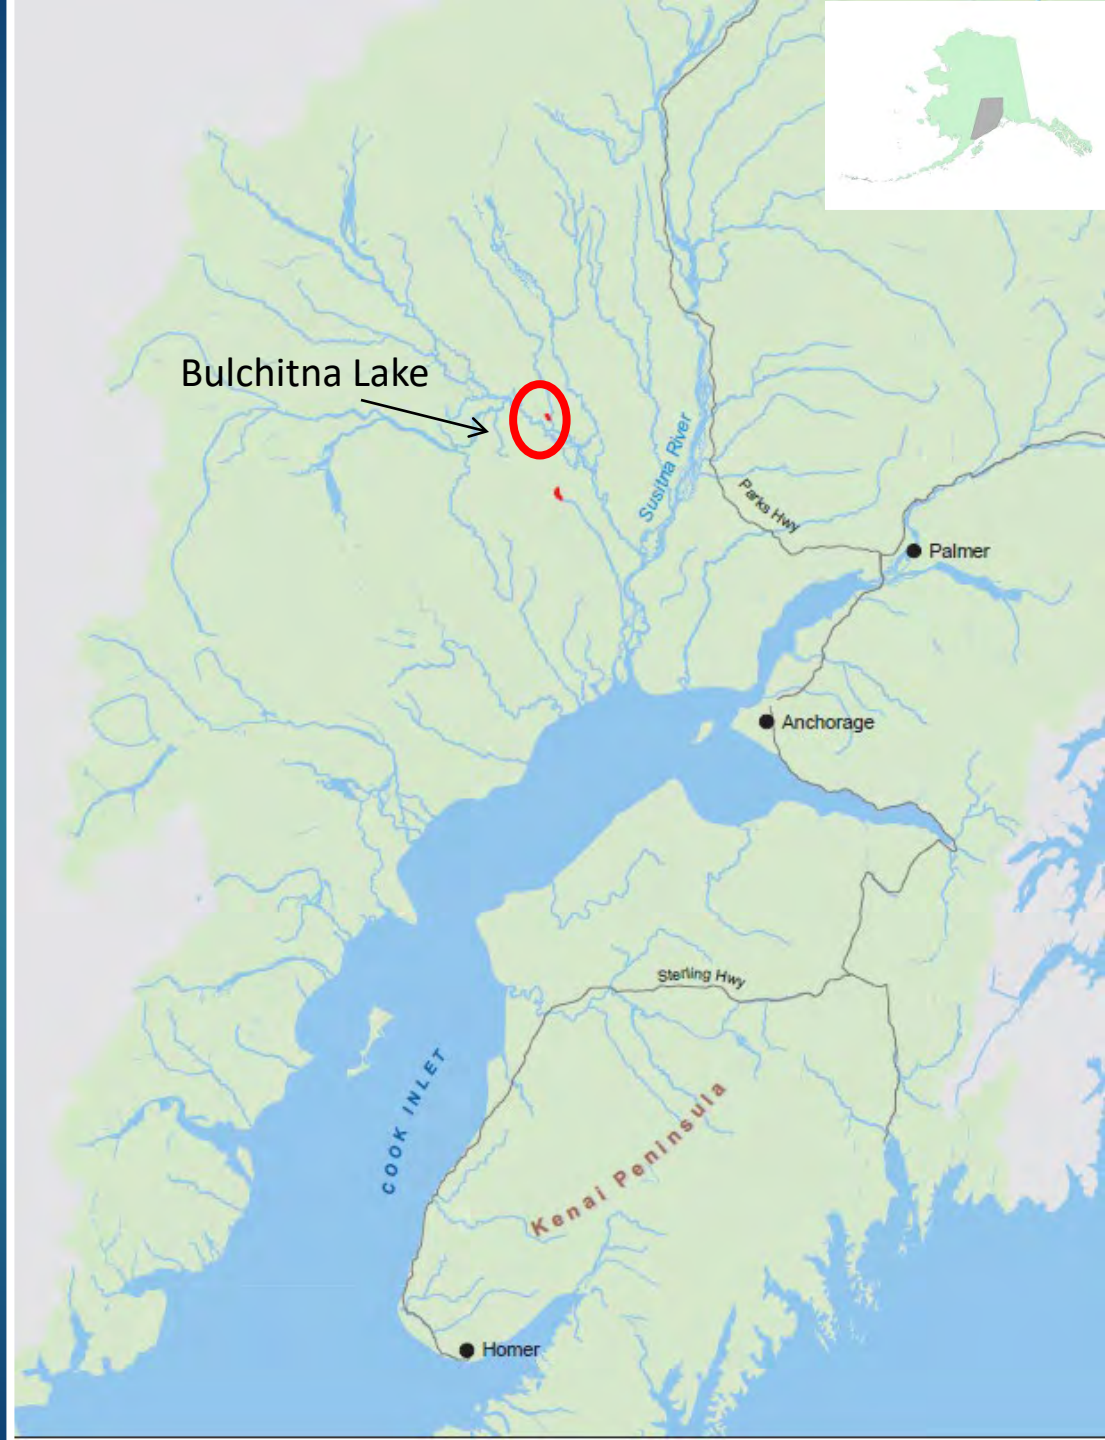 Bulchitna Lake
Susitna River
Parks Hwy
Palmer
Anchorage
Sterling Hwy
COOK INLET
Kenai Peninsula
Homer